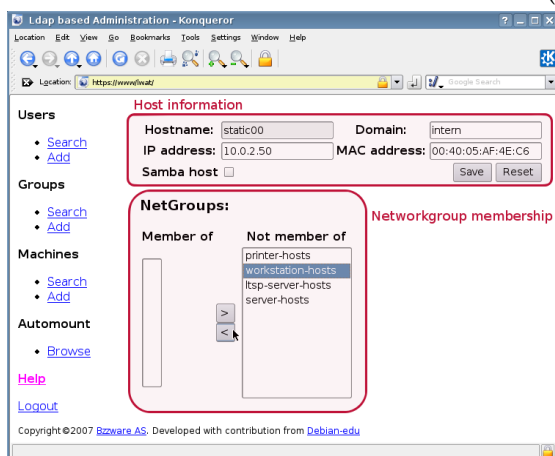 Ldap based Administration - Konqueror
Location Edit View Go Bookmarks Tools Settings Window Help
Location: https://www/lwat/
Google Search
Users
Search
Add
Groups
Search
Add
Machines
Search
Add
Automount
Browse
Help
Logout
Host information
Hostname: static00 Domain: intern
IP address: 10.0.2.50 MAC address: 00:40:05:AF:4E:C6
Samba host Save Reset
NetGroups:
Networkgroup membership
Member of Not member of
printer-hosts
workstation-hosts
ltsp-server-hosts
server-hosts
>
<
Copyright©2007 Bzzware AS. Developed with contribution from Debian-edu